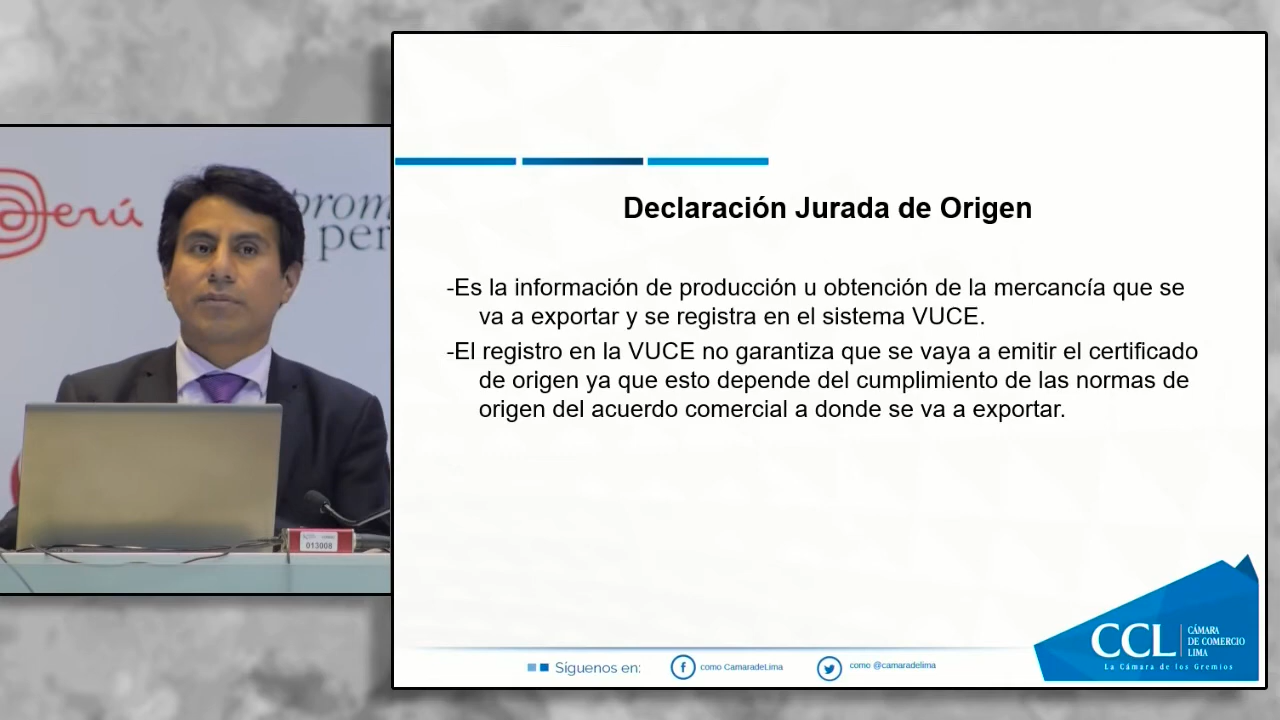 Perú
prom
per
013008
Declaración Jurada de Origen
-Es la información de producción u obtención de la mercancía que se
va a exportar y se registra en el sistema VUCE.
-El registro en la VUCE no garantiza que se vaya a emitir el certificado
de origen ya que esto depende del cumplimiento de las normas de
origen del acuerdo comercial a donde se va a exportar.
Síguenos en:
como CamaradeLima
como @camaradelima
CCL
CÁMARA
DE COMERCIO
LIMA
La Cámara de los Gremios